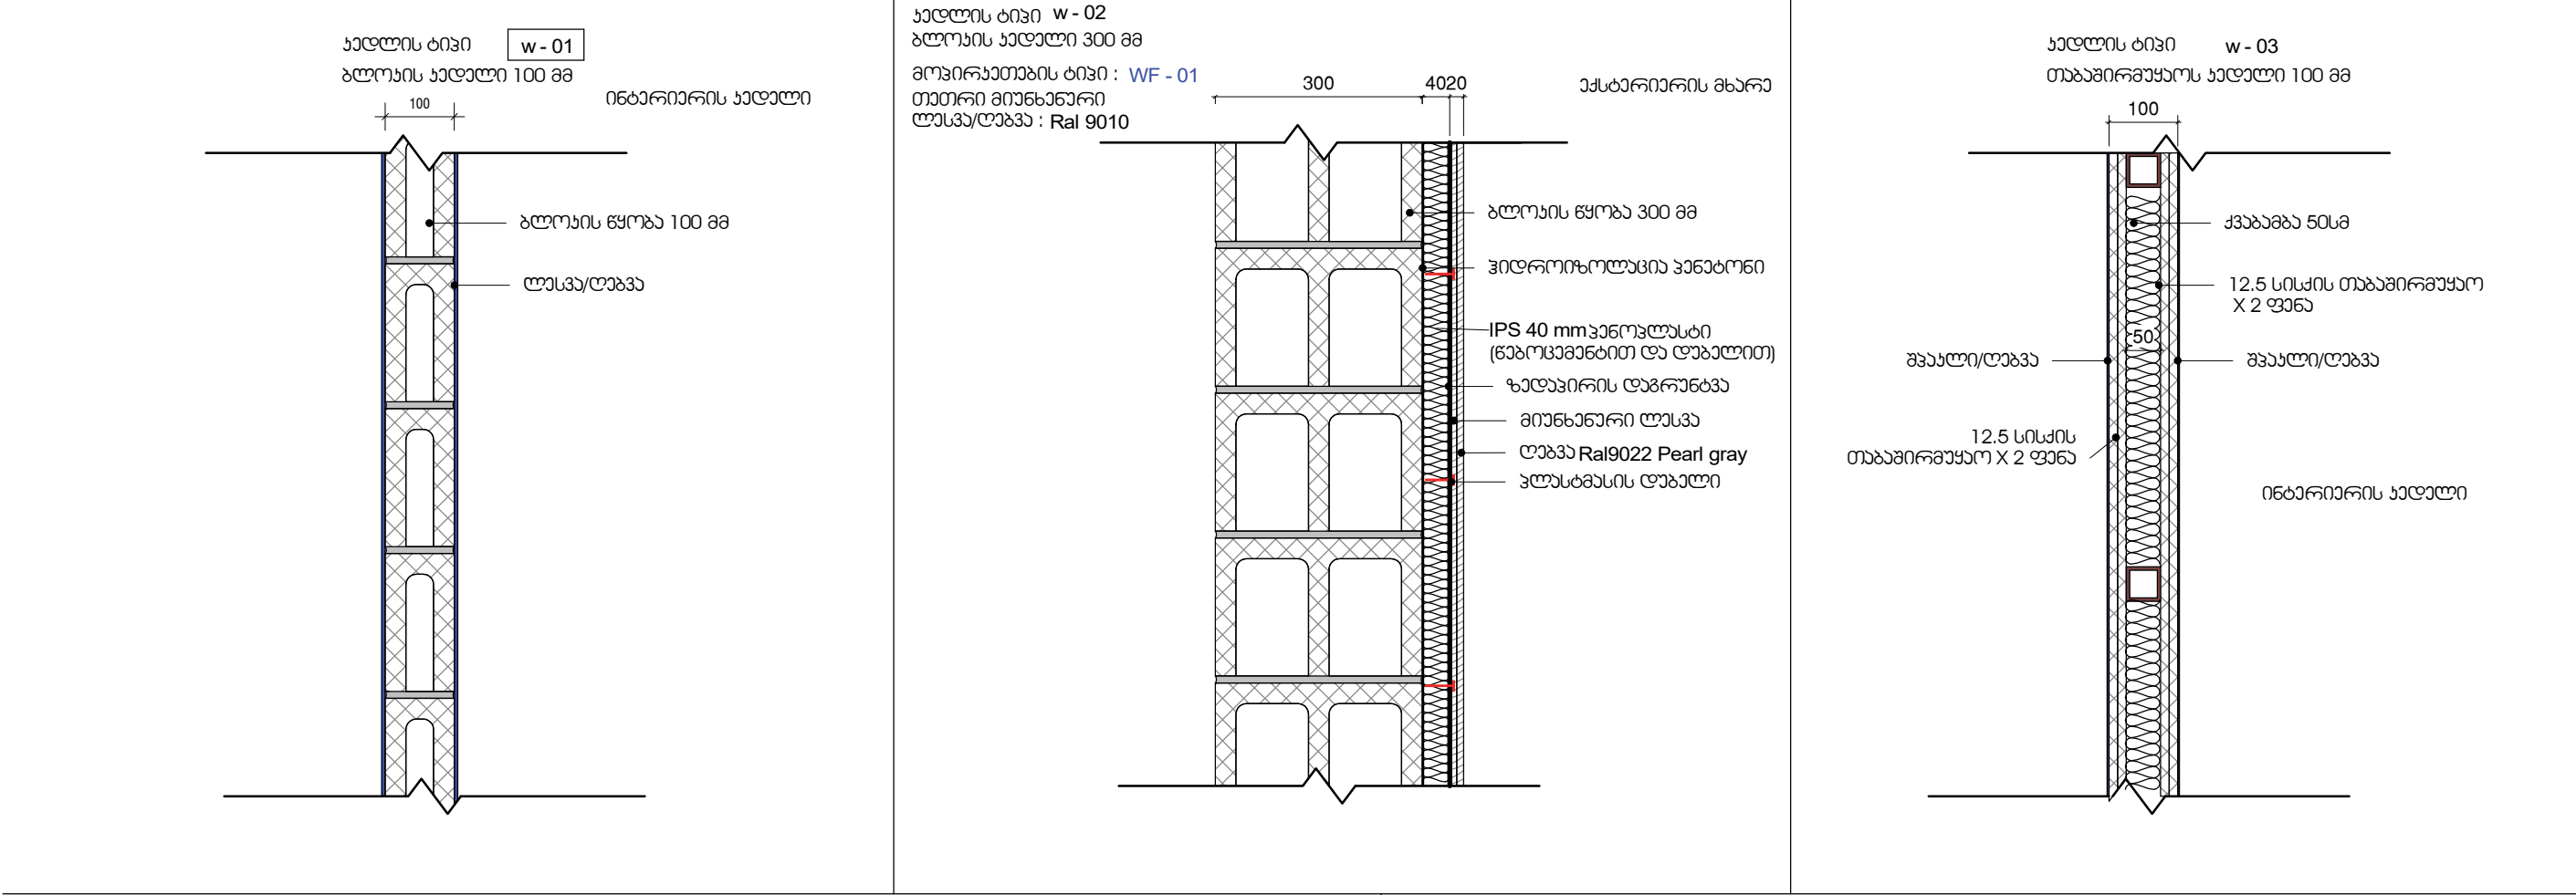 კედლის ტიპი w - 01
ბლოკის კედელი 100 მმ
100
ინტერიერის კედელი
ბლოკის წყობა 100 მმ
ლესვა/ღებვა
კედლის ტიპი w - 02
ბლოკის კედელი 300 მმ
მოპირკეთების ტიპი : WF - 01
თეთრი მიუნხენური
ლესვა/ღებვა : Ral 9010
300
4020
ექსტერიერის მხარე
ბლოკის წყობა 300 მმ
ჰიდროიზოლაცია პენეტონი
IPS 40 mm პენოპლასტი
(წებოცემენტით და დუბელით)
ზედაპირის დაგრუნტვა
მიუნხენური ლესვა
ღებვა Ral9022 Pearl gray
პლასტმასის დუბელი
კედლის ტიპი w - 03
თაბაშირმუყაოს კედელი 100 მმ
100
ქვაბამბა 50სმ
12.5 სისქის თაბაშირმუყაო
X 2 ფენა
50
შპაკლი/ღებვა
შპაკლი/ღებვა
12.5 სისქის
თაბაშირმუყაო X 2 ფენა
ინტერიერის კედელი